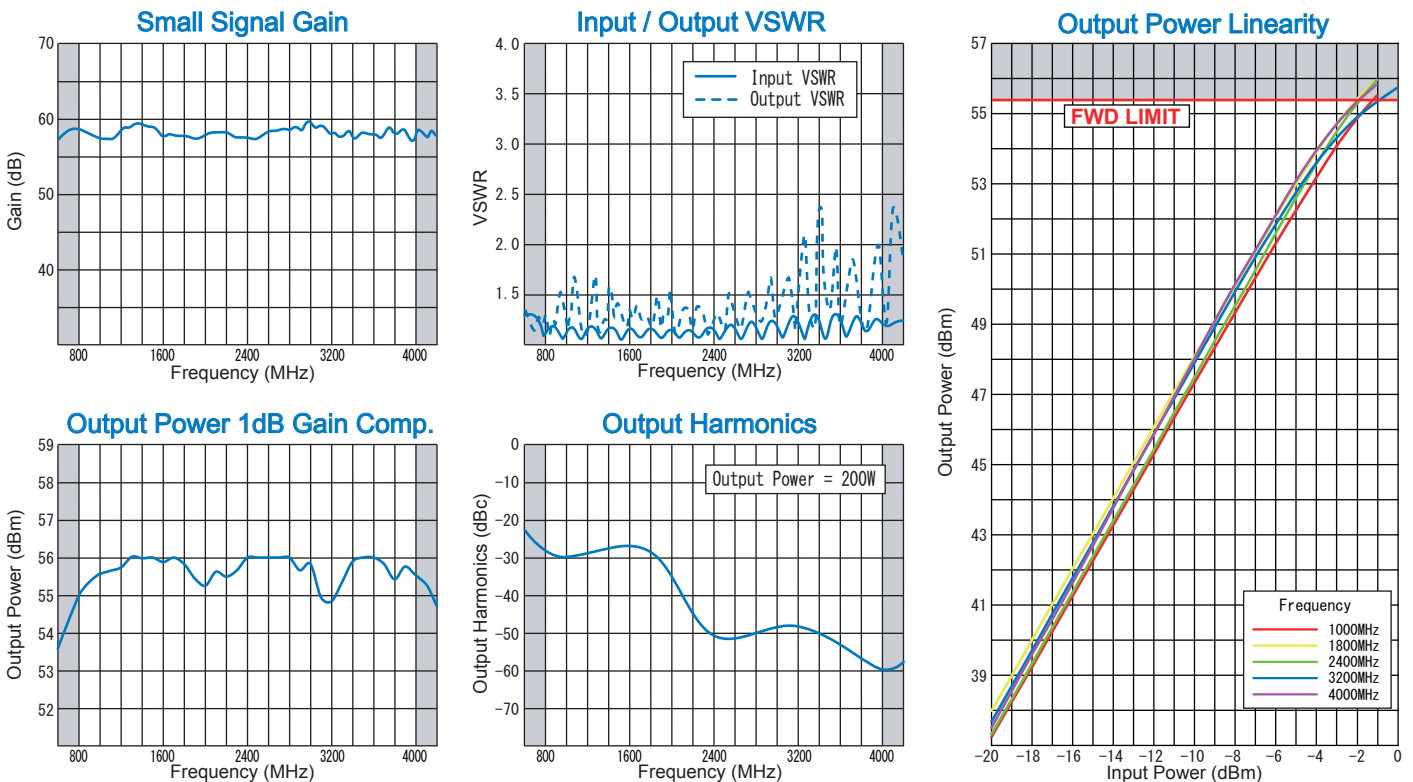 Small Signal Gain
70
60
50
40
Gain (dB)
800 1600 2400 3200 4000
Frequency (MHz)
Input / Output VSWR
4.0
3.5
3.0
2.5
2.0
1.5
VSWR
Input VSWR
Output VSWR
800 1600 2400 3200 4000
Frequency (MHz)
Output Power 1dB Gain Comp.
59
58
57
56
55
54
53
52
Output Power (dBm)
800 1600 2400 3200 4000
Frequency (MHz)
Output Harmonics
0
-10
-20
-30
-40
-50
-60
-70
Output Harmonics (dBc)
Output Power = 200W
800 1600 2400 3200 4000
Frequency (MHz)
Output Power Linearity
57
55
53
51
49
47
45
43
41
39
Output Power (dBm)
FWD LIMIT
Frequency
1000MHz
1800MHz
2400MHz
3200MHz
4000MHz
-20 -18 -16 -14 -12 -10 -8 -6 -4 -2 0
Input Power (dBm)